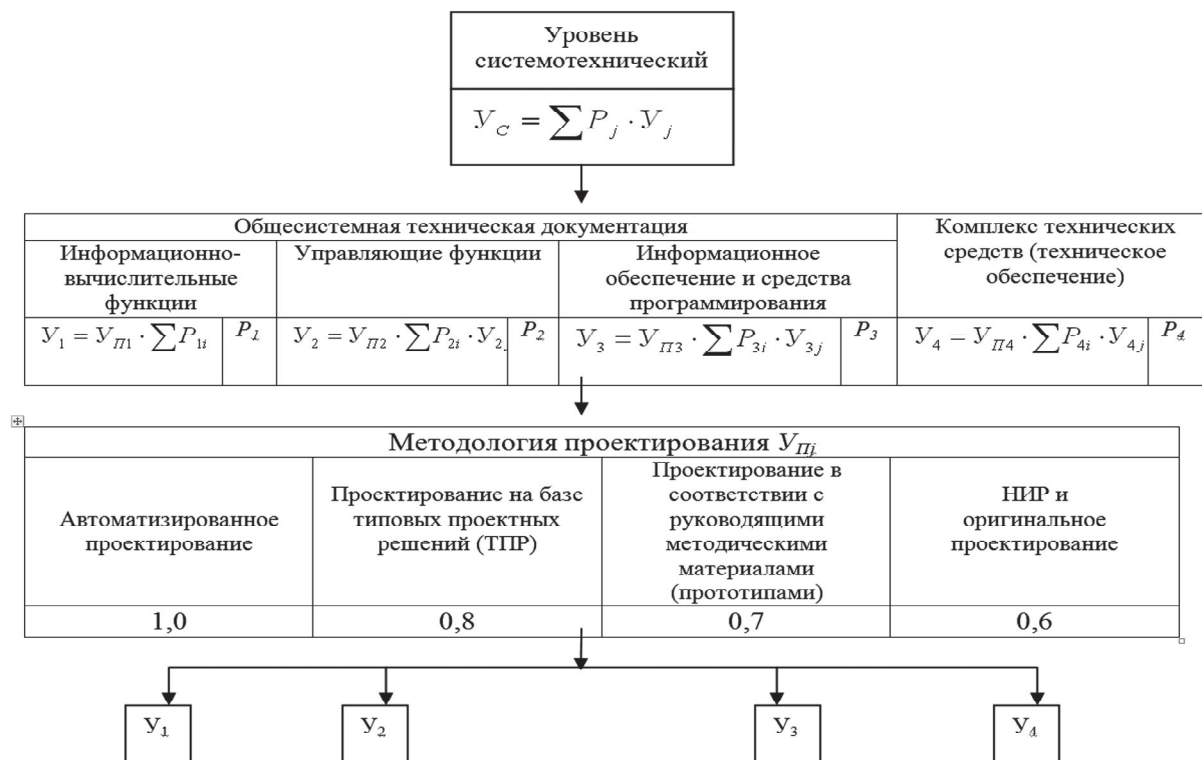 Уровень
системотехнический
У_C = ∑ P_j · У_j
Общесистемная техническая документация
Комплекс технических
средств (техническое
обеспечение)
Информационно-
вычислительные
функции
Управляющие функции
Информационное
обеспечение и средства
программирования
У_1 = У_П1 · ∑ P_1i
P_1
У_2 = У_П2 · ∑ P_2i · У_2
P_2
У_3 = У_П3 · ∑ P_3i · У_3j
P_3
У_4 – У_П4 · ∑ P_4i · У_4j
P_4
Методология проектирования У_Пj
Автоматизированное
проектирование
Просктирование на базс
типовых проектных
решений (ТПР)
Проектирование в
соответствии с
руководящими
методическими
материалами
(прототипами)
НИР и
оригинальное
проектирование
1,0
0,8
0,7
0,6
У_1
У_2
У_3
У_4